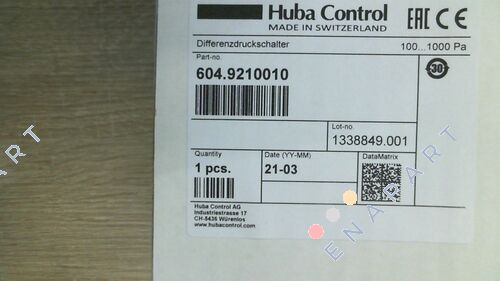 Huba Control
MADE IN SWITZERLAND
EAC CE
Differenzdruckschalter 100...1000 Pa
Part-no.
604.9210010
30
Lot-no.
1338849.001
Quantity
1 pcs.
Date (YY-MM)
21-03
DataMatrix
Huba Control AG
Industriestrasse 17
CH-5436 Würenlos
www.hubacontrol.com
ENAPART